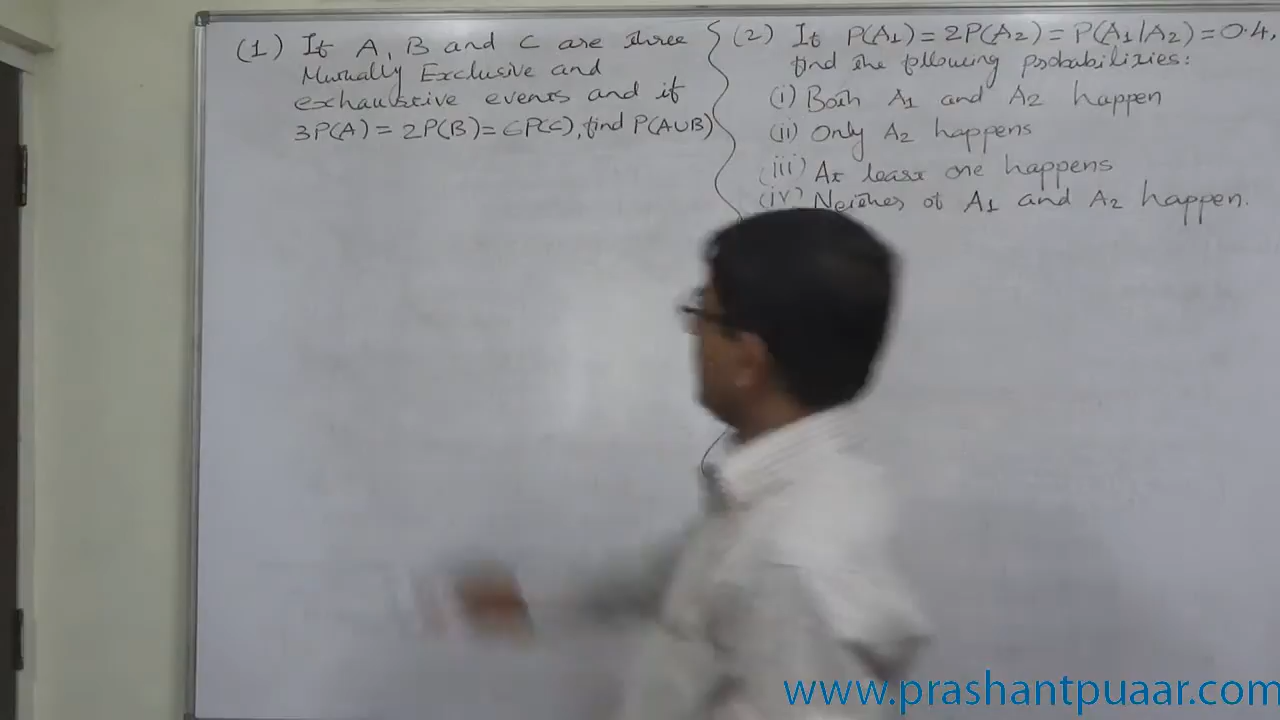 (1) If A, B and C are three
Mutually Exclusive and
exhaustive events and if
3P(A) = 2P(B) = 6P(C), find P(A∪B)
(2) If P(A1) = 2P(A2) = P(A1/A2) = 0.4,
find the following probabilities:
(i) Both A1 and A2 happen
(ii) Only A2 happens
(iii) At least one happens
(iv) Neither of A1 and A2 happen.
www.prashantpuaar.com